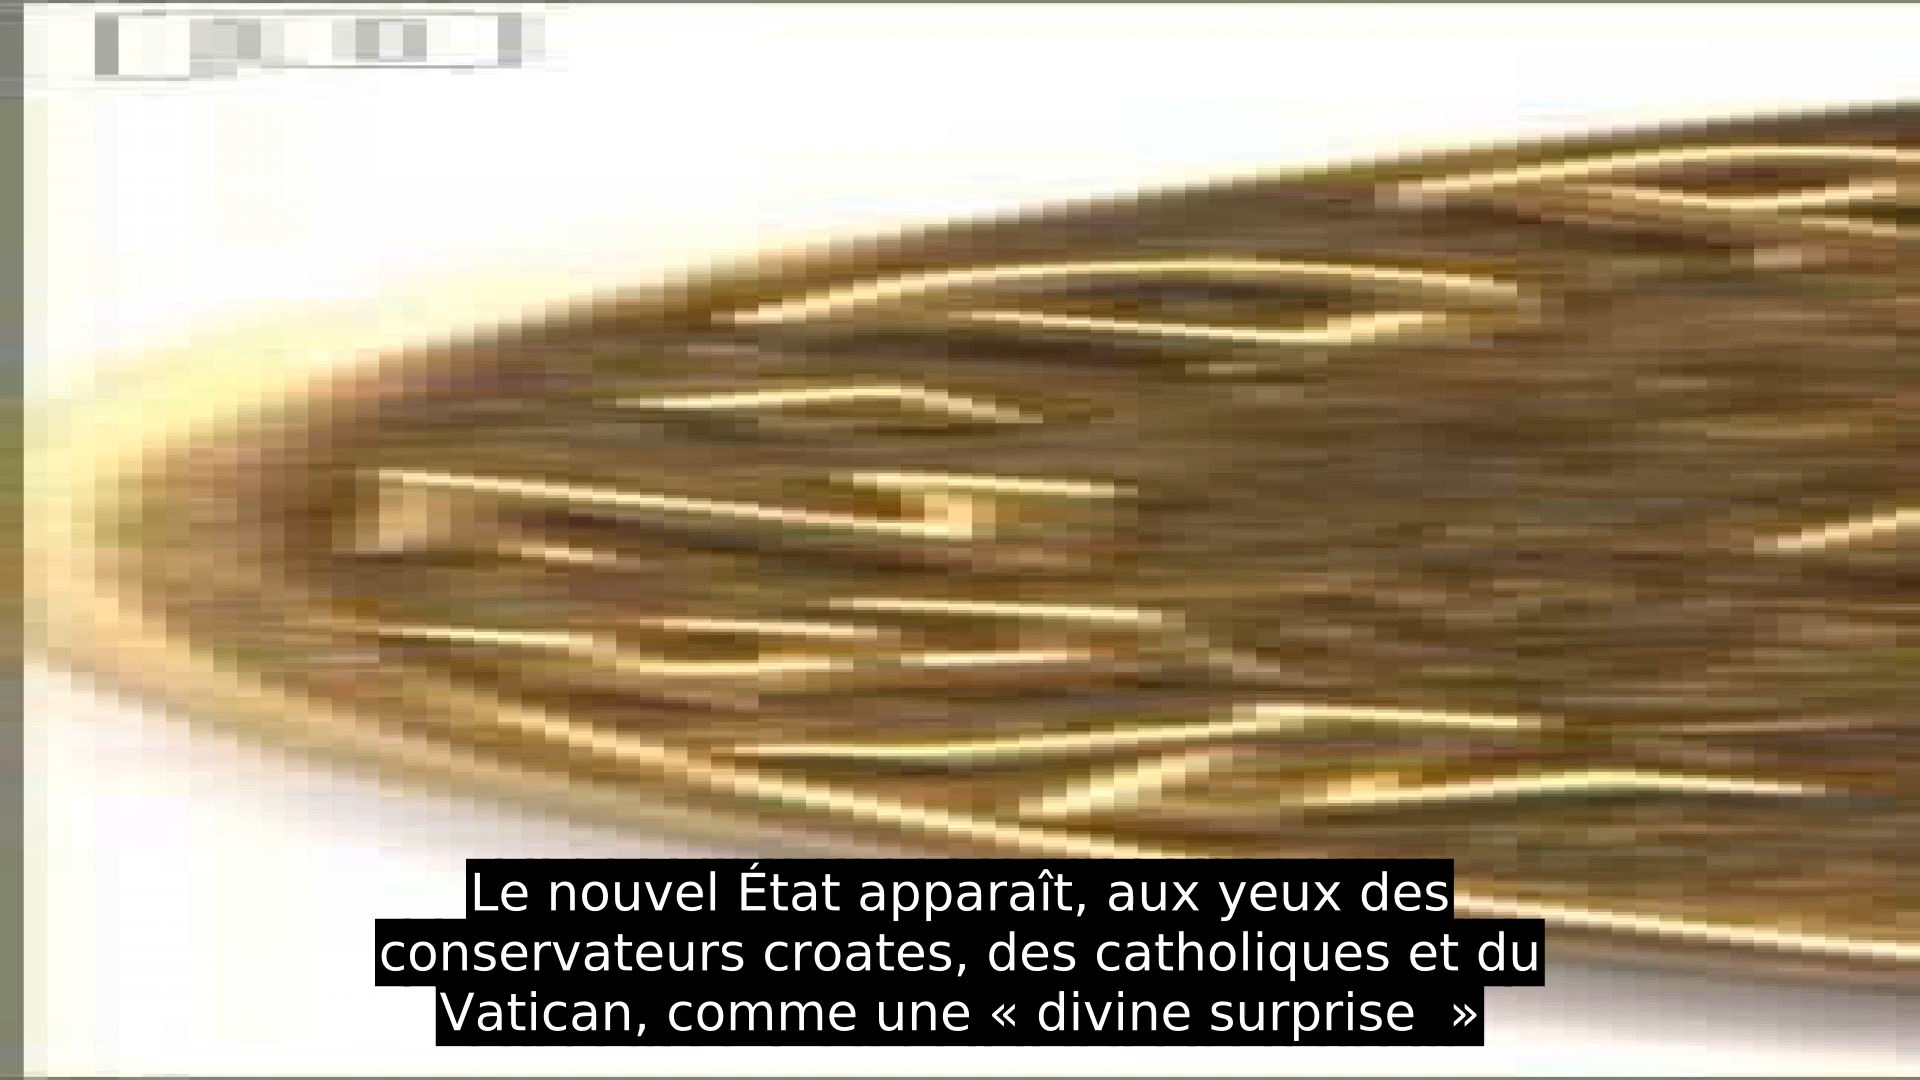 Le nouvel État apparaît, aux yeux des
conservateurs croates, des catholiques et du
Vatican, comme une « divine surprise  »